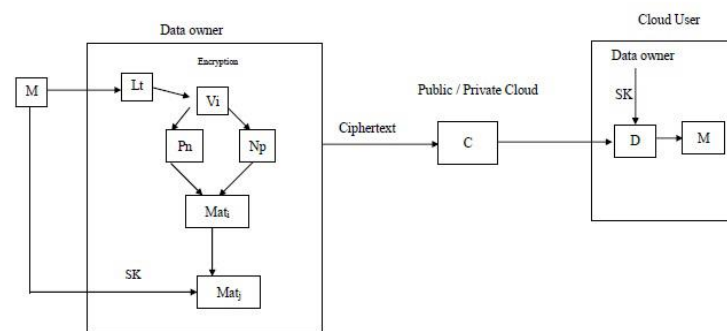 Cloud User
Data owner
Encryption
Data owner
M
Lt
Vi
SK
Public / Private Cloud
Ciphertext
Pn
Np
C
D
M
Matᵢ
SK
Matⱼ